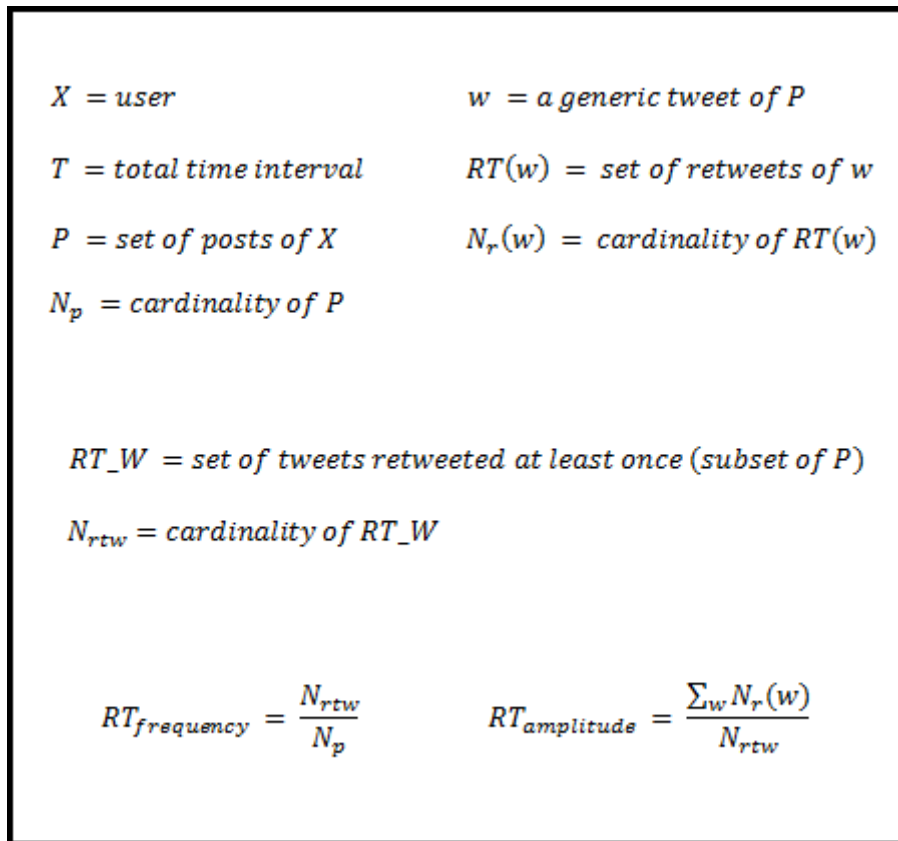 X = user
w = a generic tweet of P
T = total time interval
RT(w) = set of retweets of w
P = set of posts of X
N_r(w) = cardinality of RT(w)
N_p = cardinality of P
RT_W = set of tweets retweeted at least once (subset of P)
N_rtw = cardinality of RT_W
RT_frequency = N_rtw / N_p
RT_amplitude = ∑_w N_r(w) / N_rtw